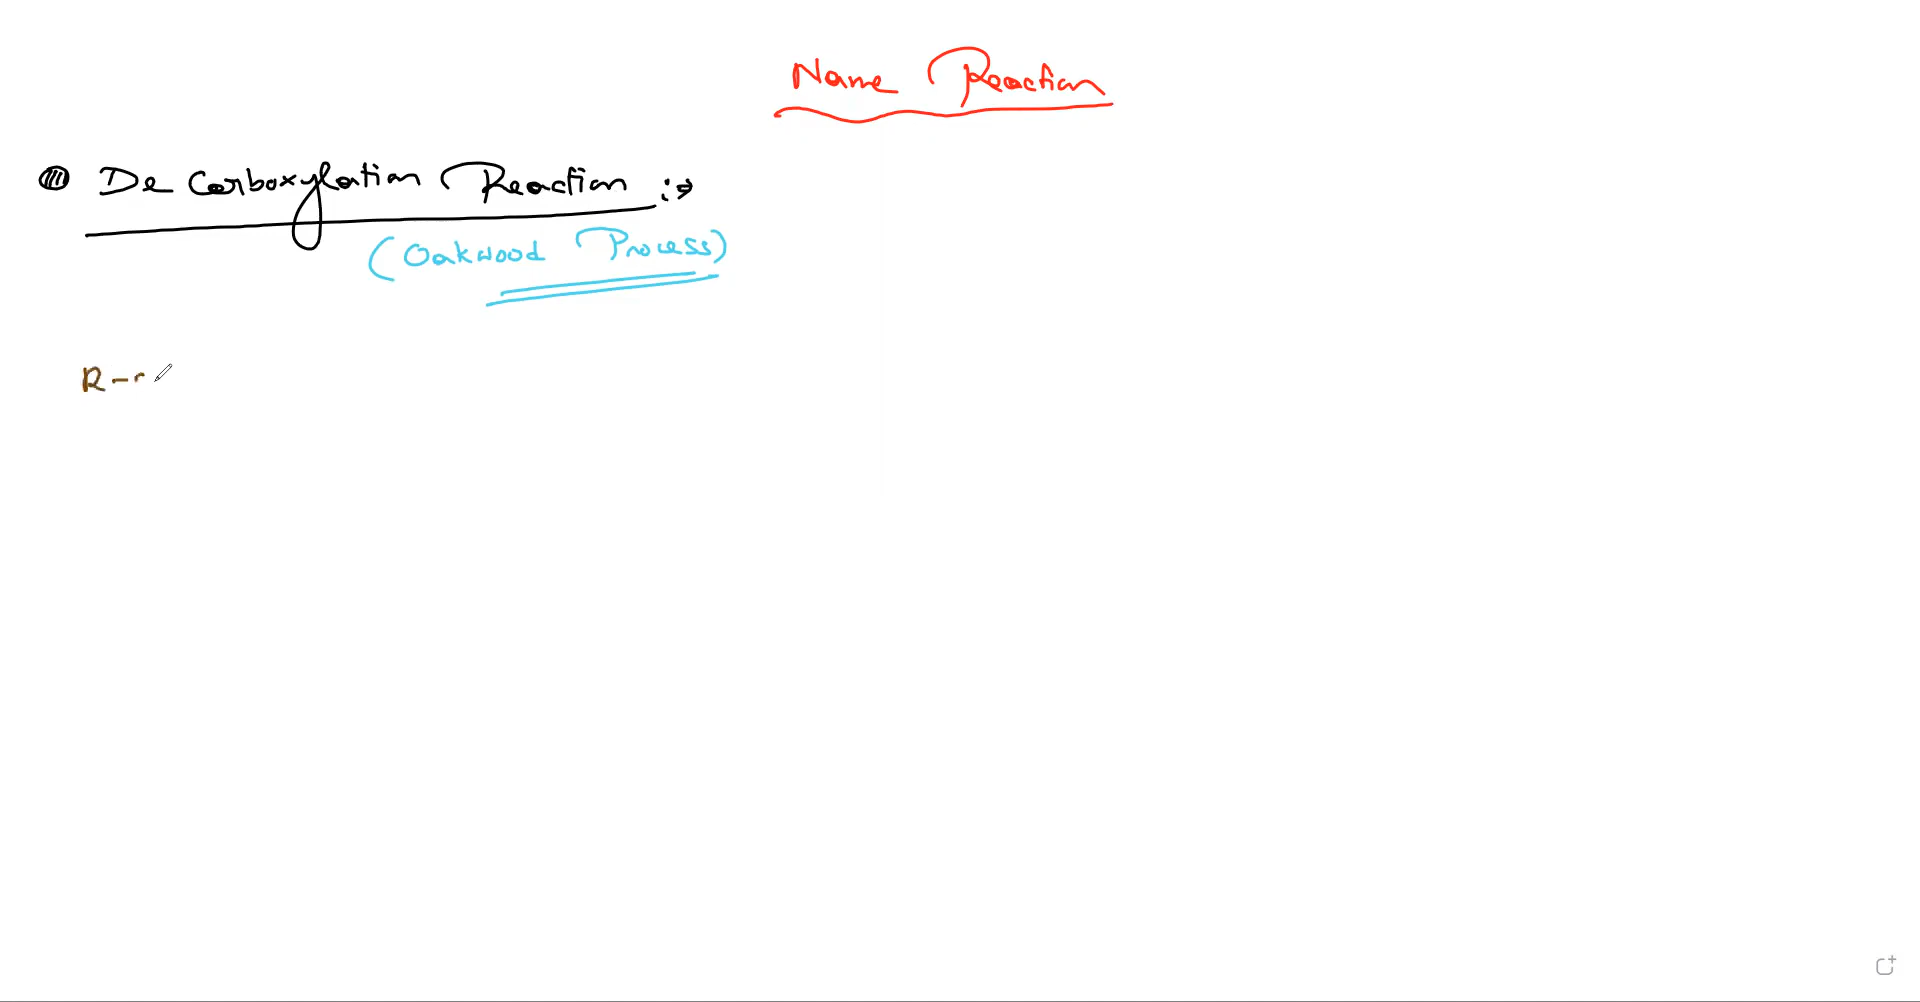 Name Reaction
De Carboxylation Reaction :→
(Oakwood Process)
R-